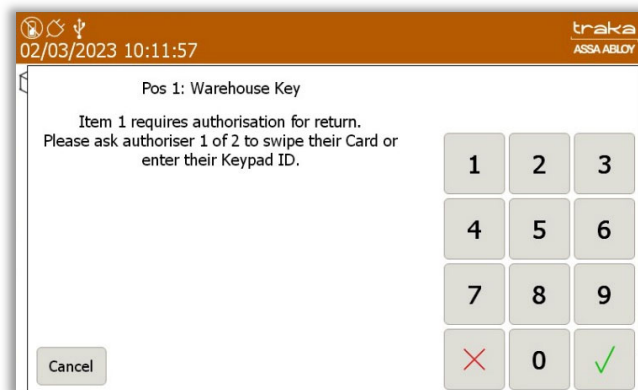 traka
02/03/2023 10:11:57
ASSA ABLOY
Pos 1: Warehouse Key
Item 1 requires authorisation for return.
Please ask authoriser 1 of 2 to swipe their Card or
enter their Keypad ID.
1 2 3
4 5 6
7 8 9
0
Cancel